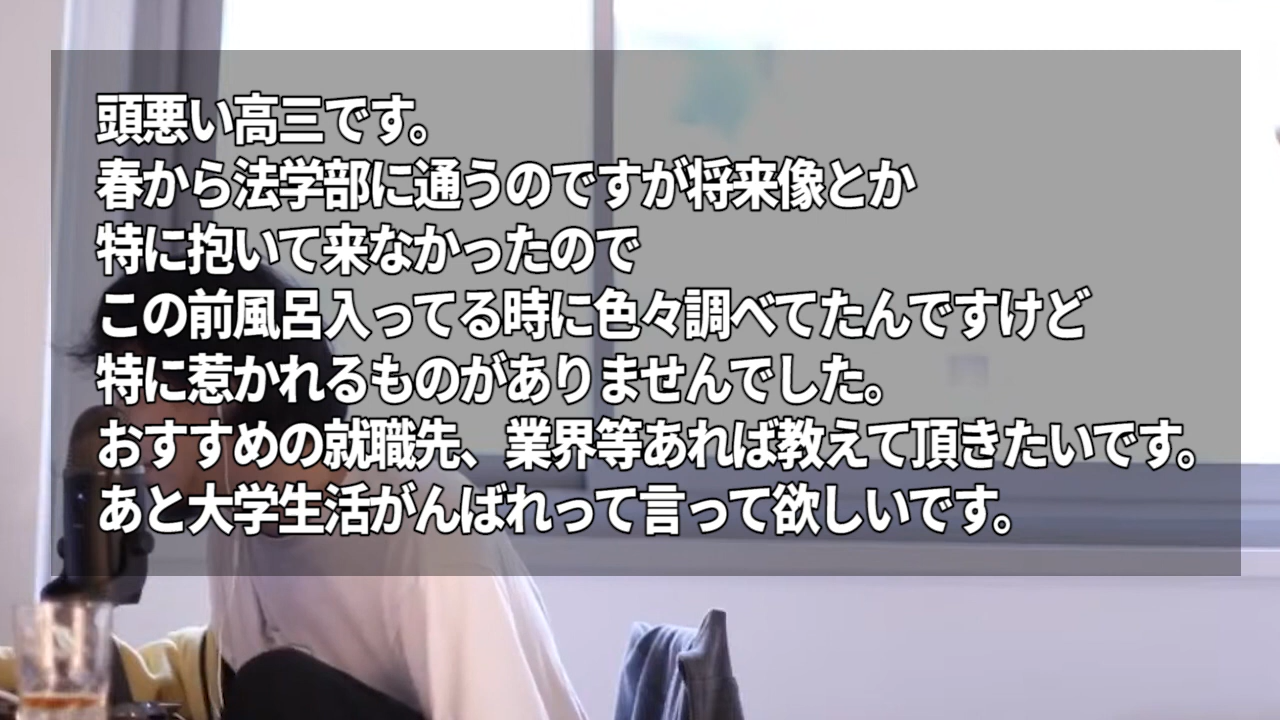 頭悪い高三です。
春から法学部に通うのですが将来像とか
特に抱いて来なかったので
この前風呂入ってる時に色々調べてたんですけど
特に惹かれるものがありませんでした。
おすすめの就職先、業界等あれば教えて頂きたいです。
あと大学生活がんばれって言って欲しいです。